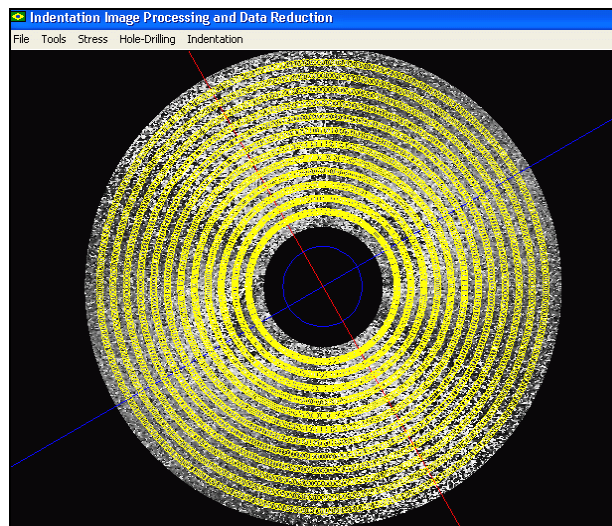 Indentation Image Processing and Data Reduction
File Tools Stress Hole-Drilling Indentation